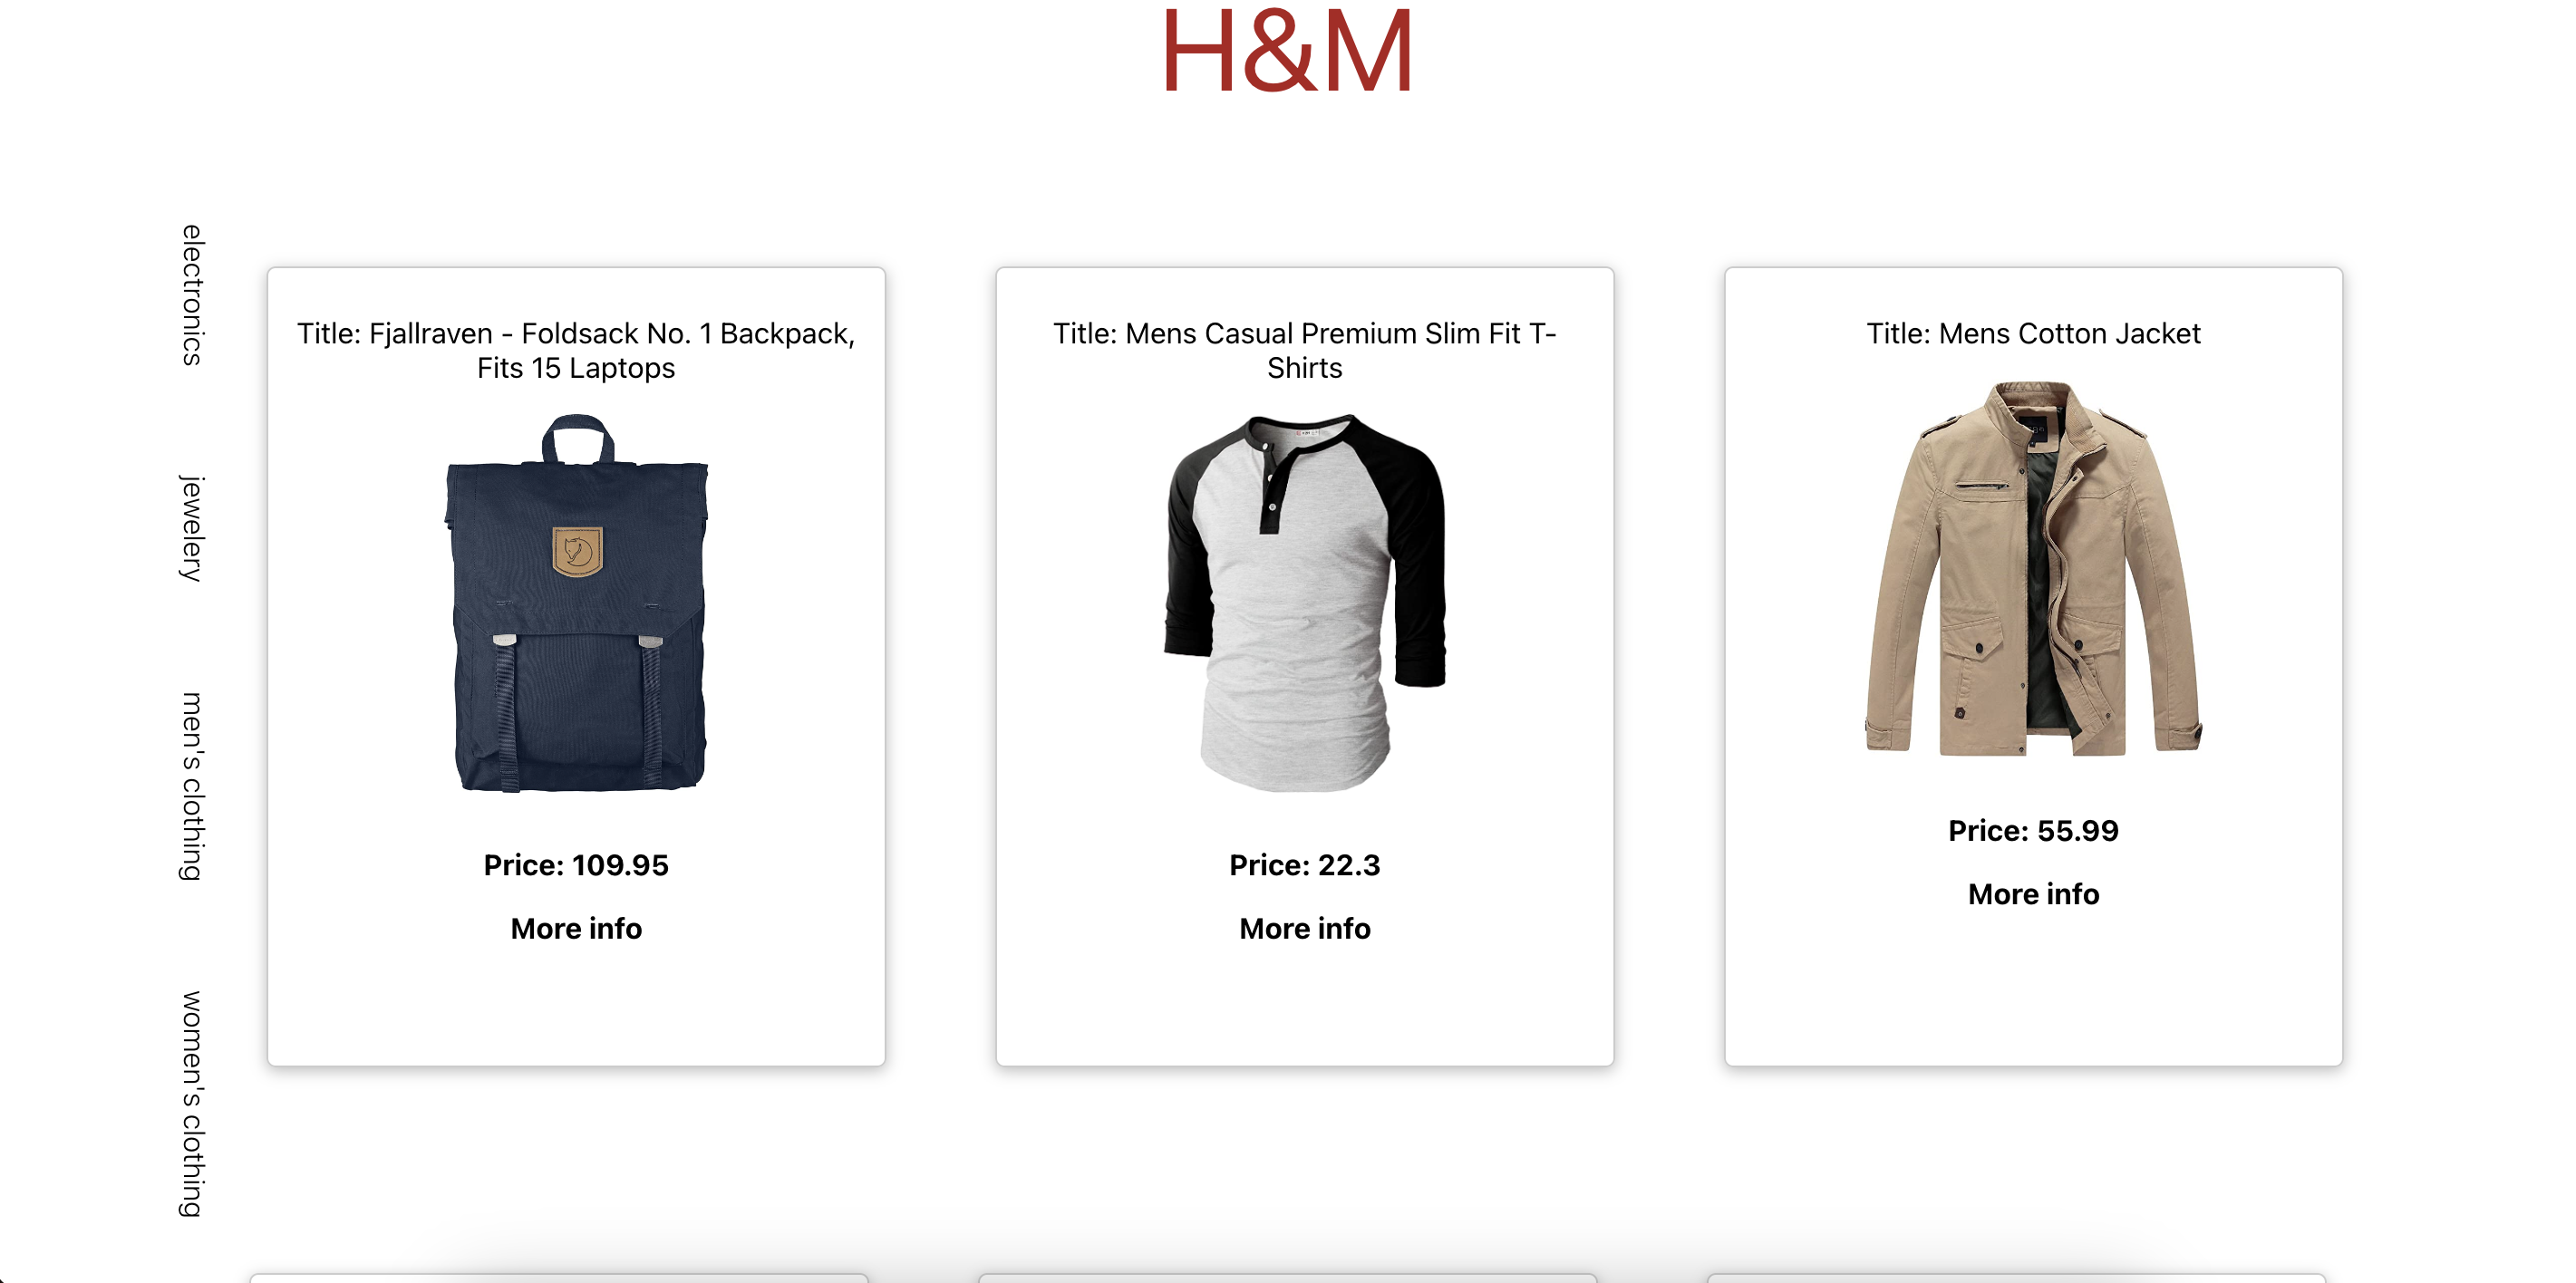 H&M
electronics
jewelery
men's clothing
women's clothing
Title: Fjallraven - Foldsack No. 1 Backpack,
Fits 15 Laptops
Price: 109.95
More info
Title: Mens Casual Premium Slim Fit T-
Shirts
Price: 22.3
More info
Title: Mens Cotton Jacket
Price: 55.99
More info